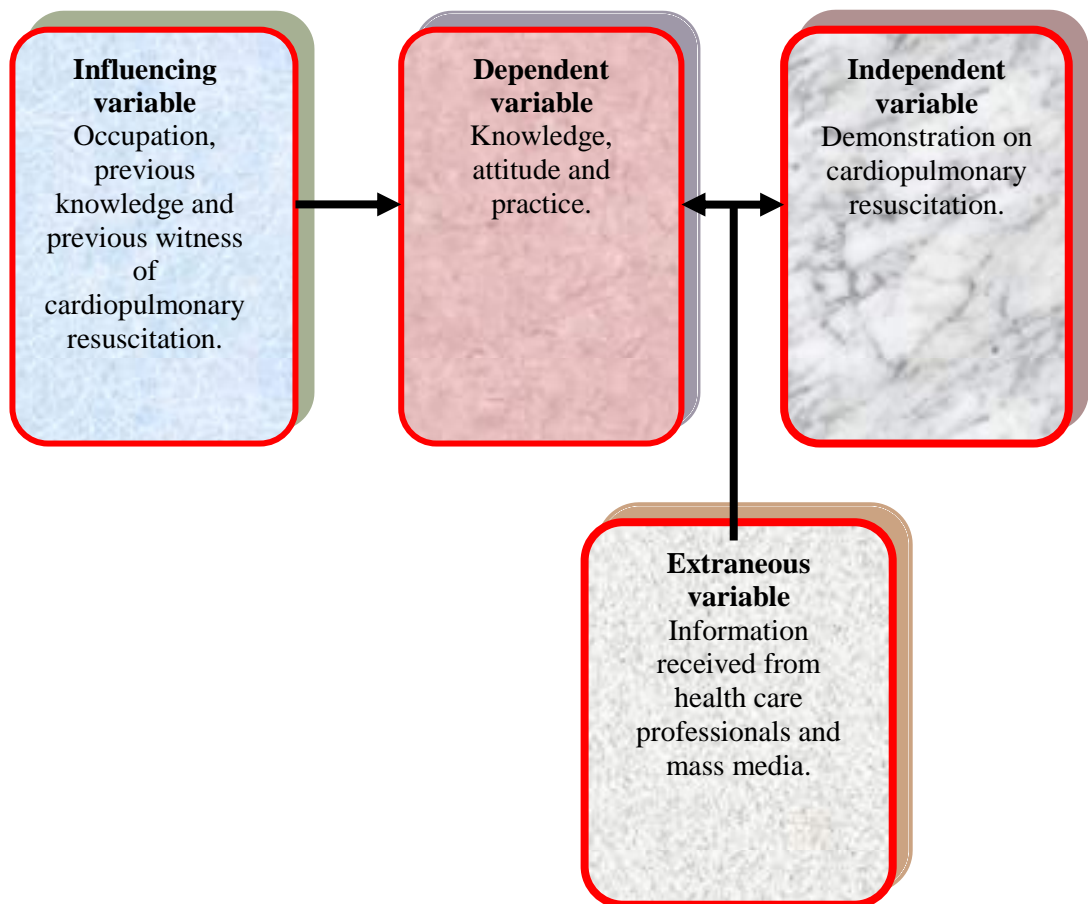 Influencing
variable
Occupation,
previous
knowledge and
previous witness
of
cardiopulmonary
resuscitation.
Dependent
variable
Knowledge,
attitude and
practice.
Independent
variable
Demonstration on
cardiopulmonary
resuscitation.
Extraneous
variable
Information
received from
health care
professionals and
mass media.